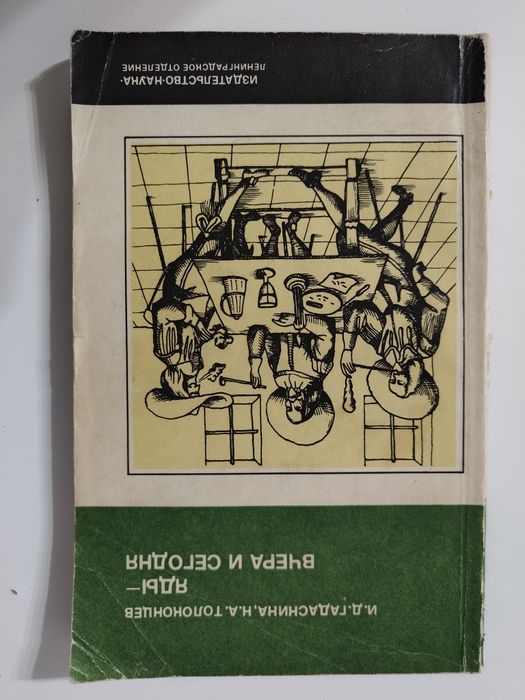 И.Д. ГАДАСКИНА, Н.А. ТОЛОКОНЦЕВ
ЯДЫ—
ВЧЕРА И СЕГОДНЯ
ИЗДАТЕЛЬСТВО·НАУКА·
ЛЕНИНГРАДСКОЕ ОТДЕЛЕНИЕ